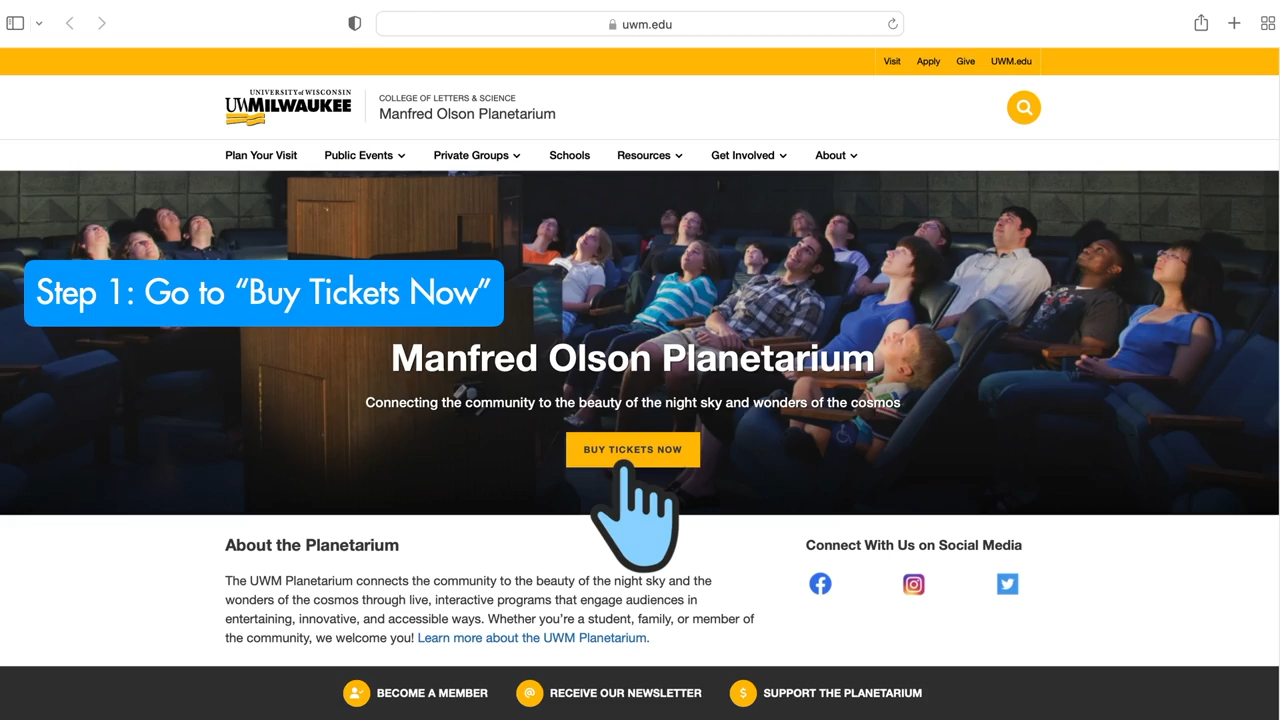 uwm.edu
Visit Apply Give UWM.edu
UNIVERSITY of WISCONSIN
UWMILWAUKEE
COLLEGE OF LETTERS & SCIENCE
Manfred Olson Planetarium
Plan Your Visit Public Events Private Groups Schools Resources Get Involved About
Step 1: Go to “Buy Tickets Now”
Manfred Olson Planetarium
Connecting the community to the beauty of the night sky and wonders of the cosmos
BUY TICKETS NOW
About the Planetarium
The UWM Planetarium connects the community to the beauty of the night sky and the
wonders of the cosmos through live, interactive programs that engage audiences in
entertaining, innovative, and accessible ways. Whether you’re a student, family, or member of
the community, we welcome you! Learn more about the UWM Planetarium.
Connect With Us on Social Media
BECOME A MEMBER @ RECEIVE OUR NEWSLETTER $ SUPPORT THE PLANETARIUM